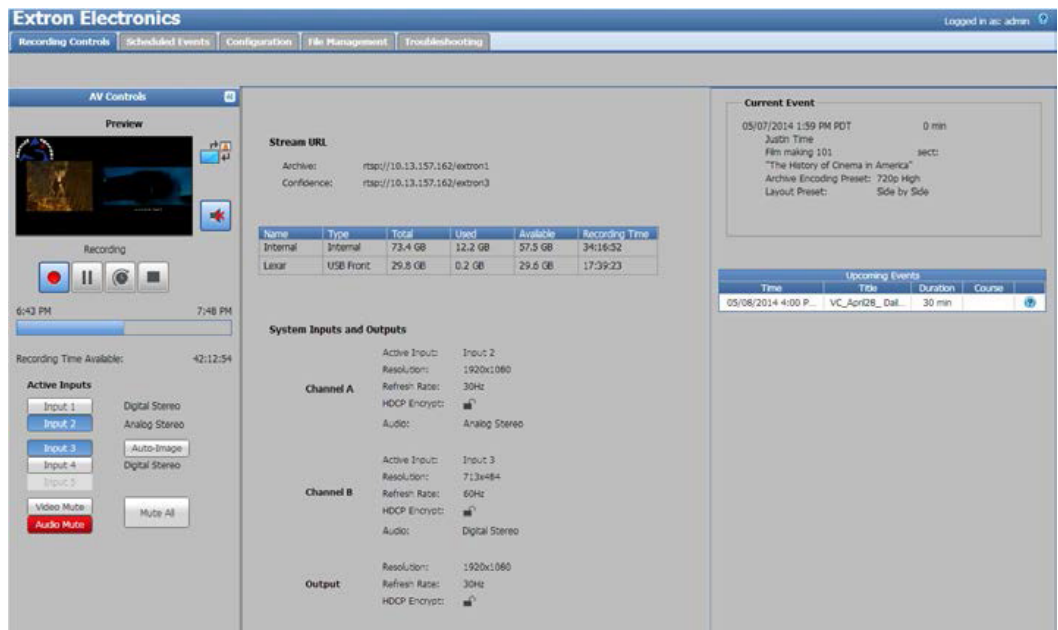 Extron Electronics
Logged in as: admin
Recording Controls Scheduled Events Configuration File Management Troubleshooting
AV Controls
Preview
Recording
6:43 PM 7:48 PM
Recording Time Available: 42:12:54
Active Inputs
Input 1 Digital Stereo
Input 2 Analog Stereo
Input 3 Auto-Image
Input 4 Digital Stereo
Input 5
Video Mute
Audio Mute
Mute All
Stream URL
Archive: rtsp://10.13.157.162/extron1
Confidence: rtsp://10.13.157.162/extron3
Name Type Total Used Available Recording Time
Internal Internal 73.4 GB 12.2 GB 57.5 GB 34:16:52
Lexar USB Front 29.8 GB 0.2 GB 29.6 GB 17:39:23
System Inputs and Outputs
Channel A
Active Input: Input 2
Resolution: 1920x1080
Refresh Rate: 30Hz
HDCP Encrypt:
Audio: Analog Stereo
Channel B
Active Input: Input 3
Resolution: 713x484
Refresh Rate: 60Hz
HDCP Encrypt:
Audio: Digital Stereo
Output
Resolution: 1920x1080
Refresh Rate: 30Hz
HDCP Encrypt:
Current Event
05/07/2014 1:59 PM PDT 0 min
Justin Time
Film making 101 sect:
"The History of Cinema in America"
Archive Encoding Preset: 720p High
Layout Preset: Side by Side
Upcoming Events
Time Title Duration Course
05/08/2014 4:00 P... VC_April28_ Dail... 30 min